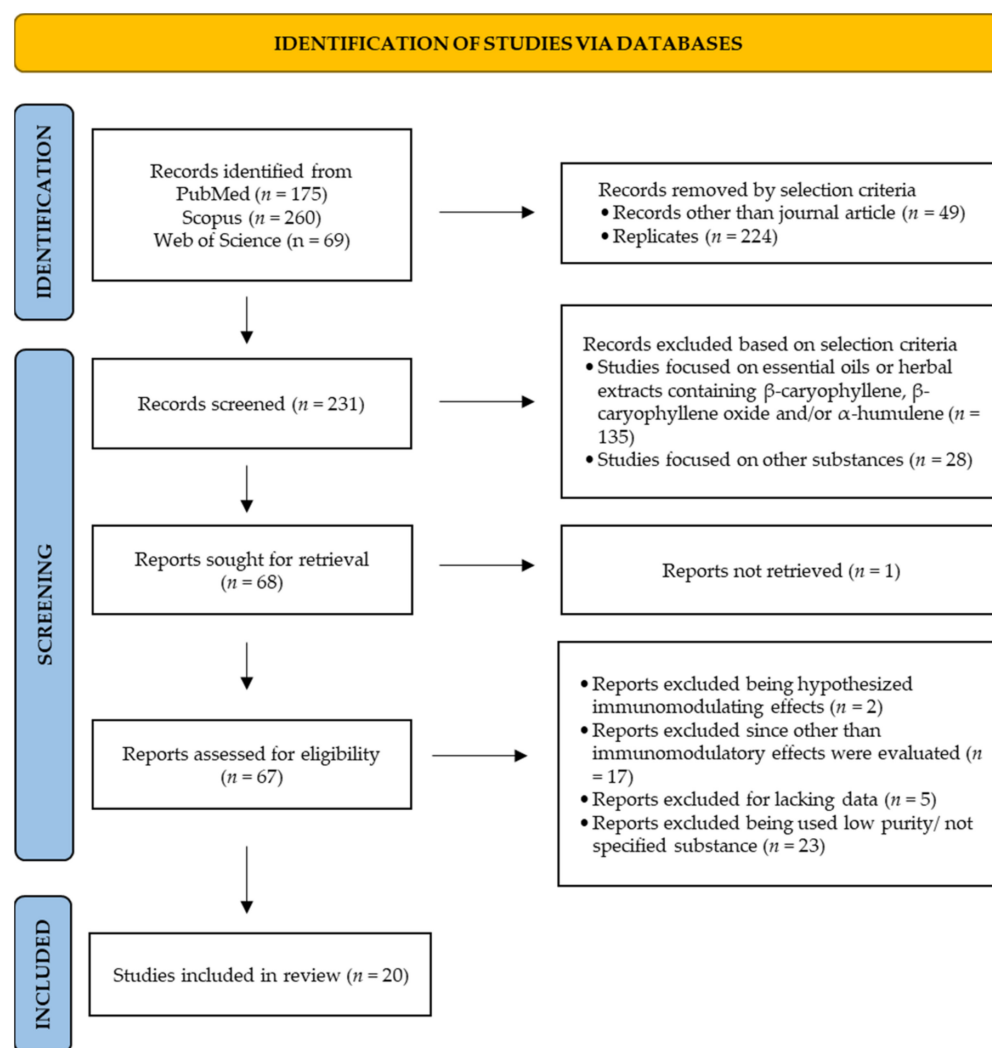 IDENTIFICATION OF STUDIES VIA DATABASES
IDENTIFICATION
Records identified from
PubMed (n = 175)
Scopus (n = 260)
Web of Science (n = 69)
Records removed by selection criteria
• Records other than journal article (n = 49)
• Replicates (n = 224)
SCREENING
Records screened (n = 231)
Records excluded based on selection criteria
• Studies focused on essential oils or herbal
extracts containing β-caryophyllene, β-
caryophyllene oxide and/or α-humulene (n =
135)
• Studies focused on other substances (n = 28)
Reports sought for retrieval
(n = 68)
Reports not retrieved (n = 1)
Reports assessed for eligibility
(n = 67)
• Reports excluded being hypothesized
immunomodulating effects (n = 2)
• Reports excluded since other than
immunomodulatory effects were evaluated (n
= 17)
• Reports excluded for lacking data (n = 5)
• Reports excluded being used low purity/ not
specified substance (n = 23)
INCLUDED
Studies included in review (n = 20)